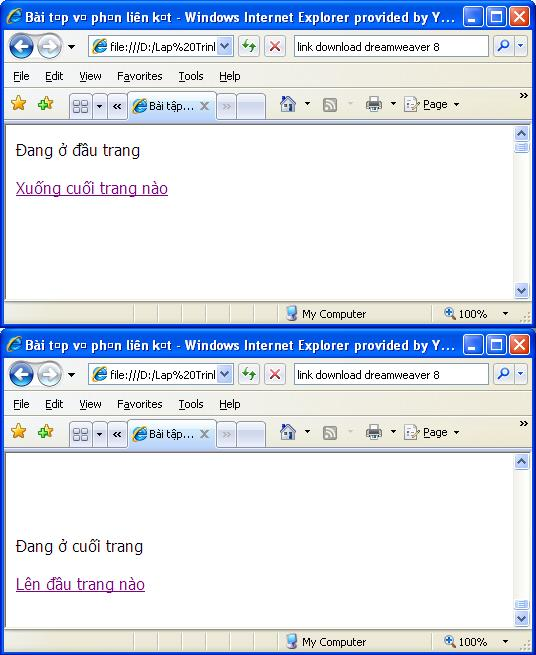 Bài t¤p v¤ ph¤n liên k¤t - Windows Internet Explorer provided by Y...
file:///D:/Lap%20Trinl
link download dreamweaver 8
File Edit View Favorites Tools Help
Bài tập... Page
Đang ở đầu trang
Xuống cuối trang nào
My Computer 100%
Bài t¤p v¤ ph¤n liên k¤t - Windows Internet Explorer provided by Y...
file:///D:/Lap%20Trinl
link download dreamweaver 8
File Edit View Favorites Tools Help
Bài tập... Page
Đang ở cuối trang
Lên đầu trang nào
My Computer 100%